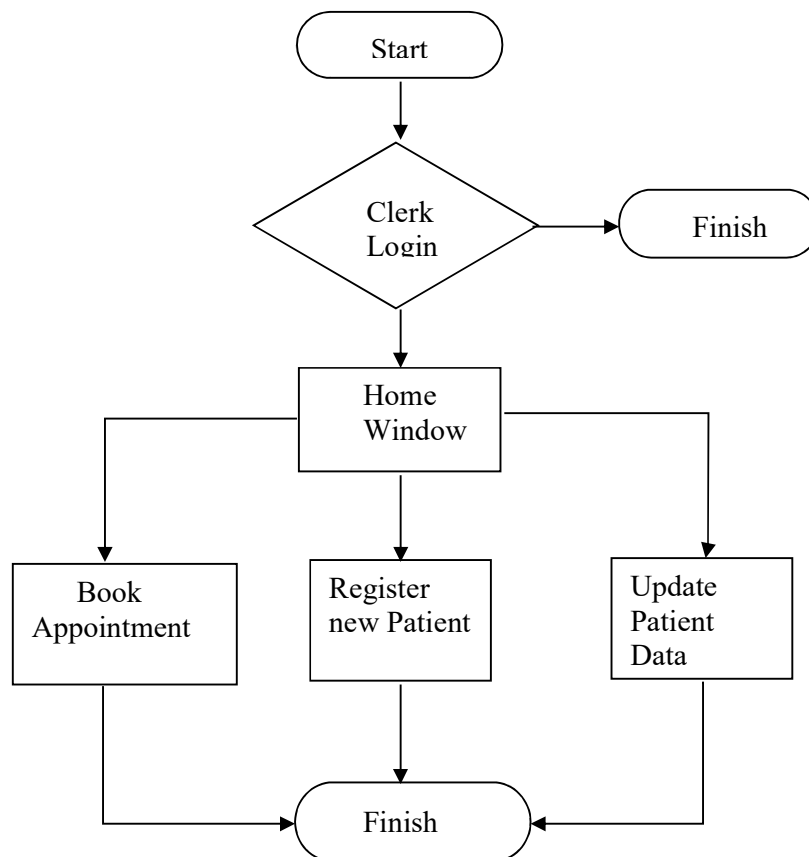 Start
Clerk
Login
Finish
Home
Window
Book
Appointment
Register
new Patient
Update
Patient
Data
Finish